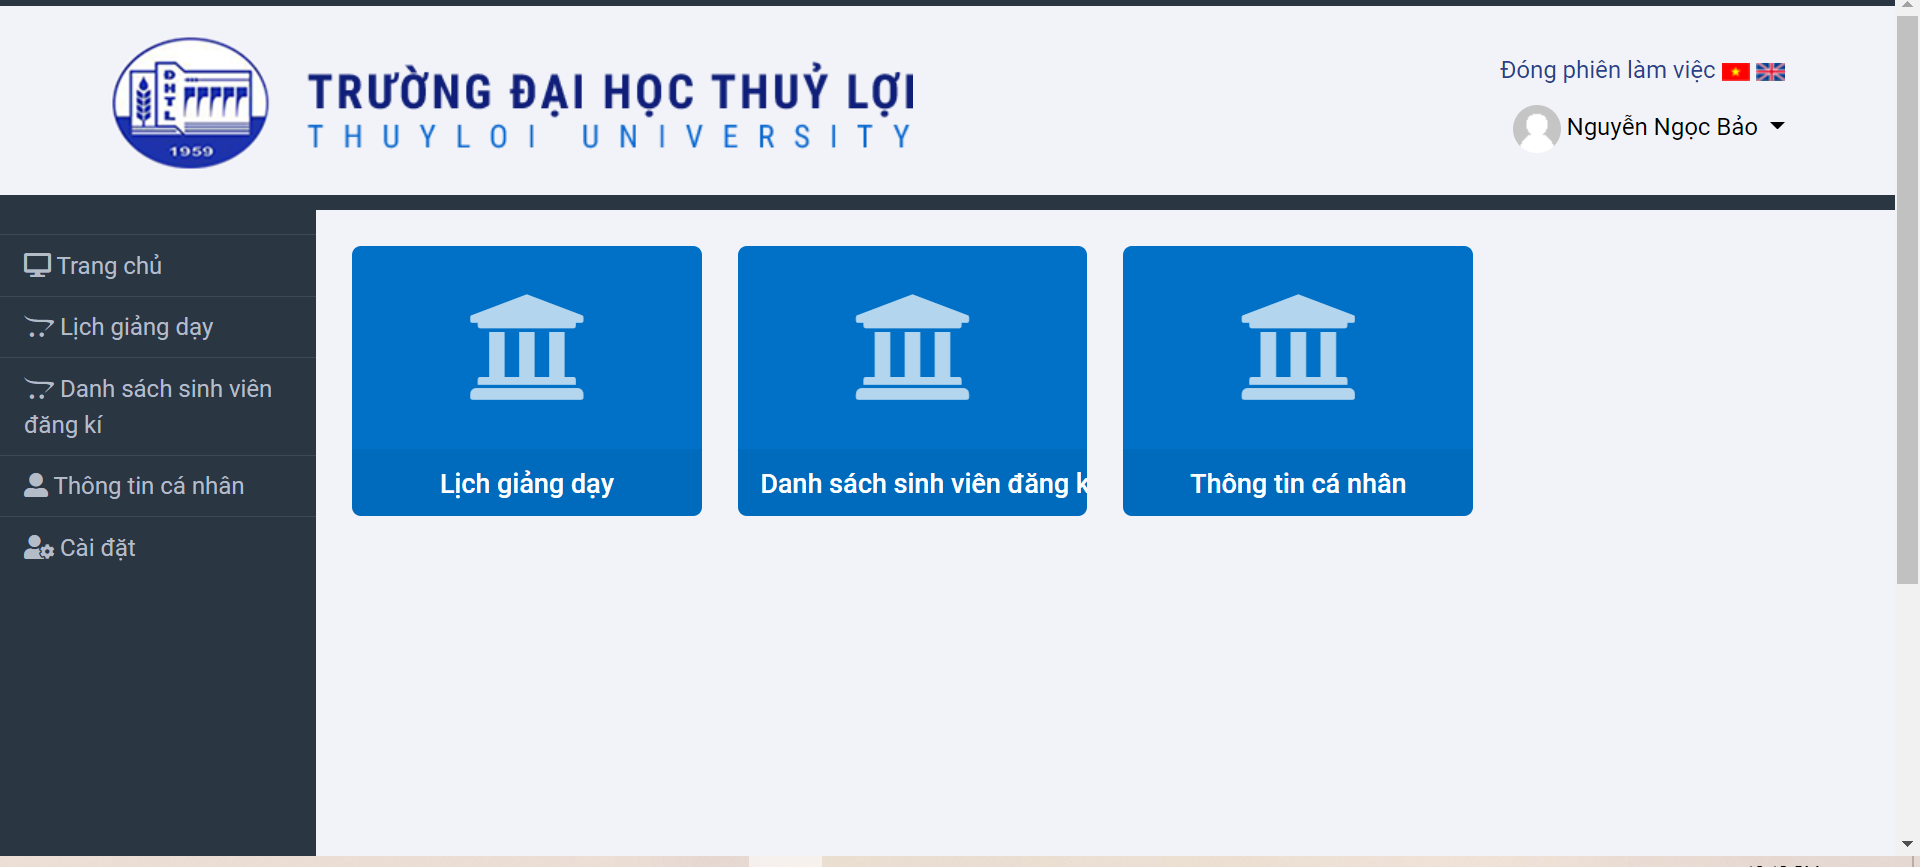 ĐHTL
1959
TRƯỜNG ĐẠI HỌC THUỶ LỢI
THUYLOI UNIVERSITY
Đóng phiên làm việc
Nguyễn Ngọc Bảo
Trang chủ
Lịch giảng dạy
Danh sách sinh viên
đăng kí
Thông tin cá nhân
Cài đặt
Lịch giảng dạy
Danh sách sinh viên đăng k
Thông tin cá nhân